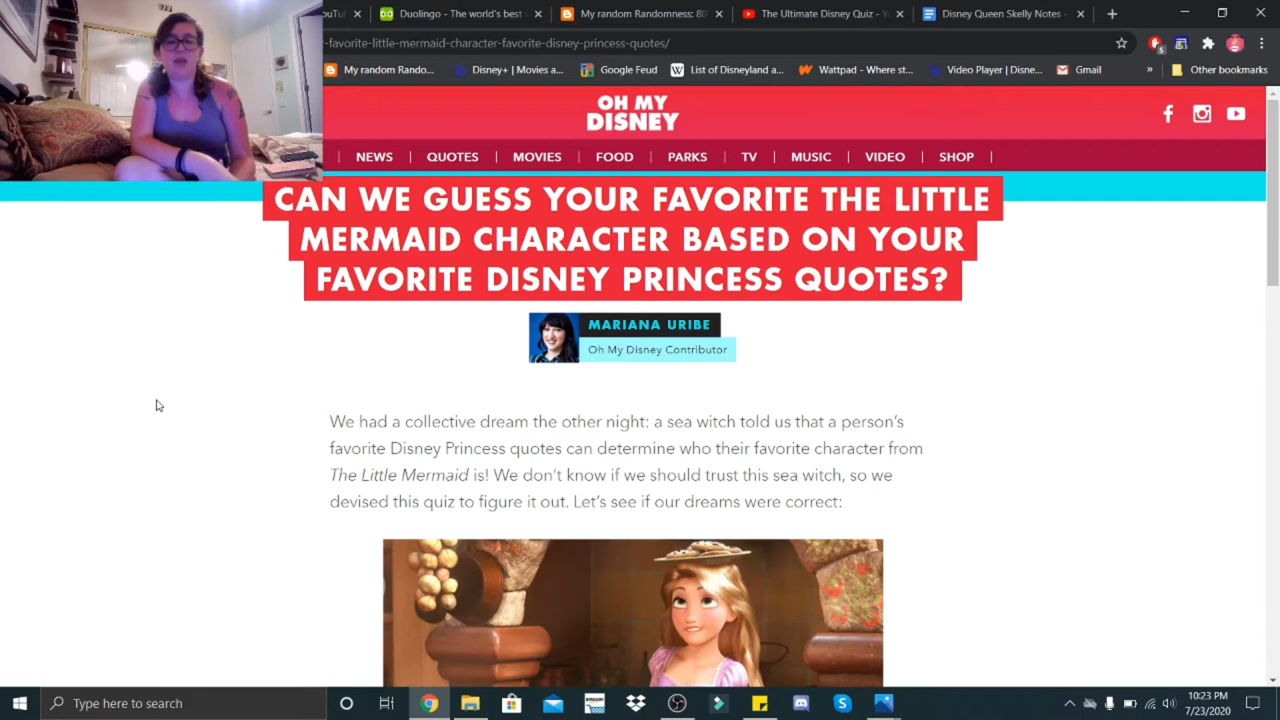 ouTu
Duolingo - The world's best
My random Randomness: 80
The Ultimate Disney Quiz - Y
Disney Queen Skelly Notes -
r-favorite-little-mermaid-character-favorite-disney-princess-quotes/
My random Rando...
Disney+ | Movies a...
Google Feud
List of Disneyland a...
Wattpad - Where st...
Video Player | Disne...
Gmail
»
Other bookmarks
OH MY
DISNEY
NEWS | QUOTES | MOVIES | FOOD | PARKS | TV | MUSIC | VIDEO | SHOP |
CAN WE GUESS YOUR FAVORITE THE LITTLE
MERMAID CHARACTER BASED ON YOUR
FAVORITE DISNEY PRINCESS QUOTES?
MARIANA URIBE
Oh My Disney Contributor
We had a collective dream the other night: a sea witch told us that a person's
favorite Disney Princess quotes can determine who their favorite character from
The Little Mermaid is! We don't know if we should trust this sea witch, so we
devised this quiz to figure it out. Let's see if our dreams were correct:
Type here to search
10:23 PM
7/23/2020